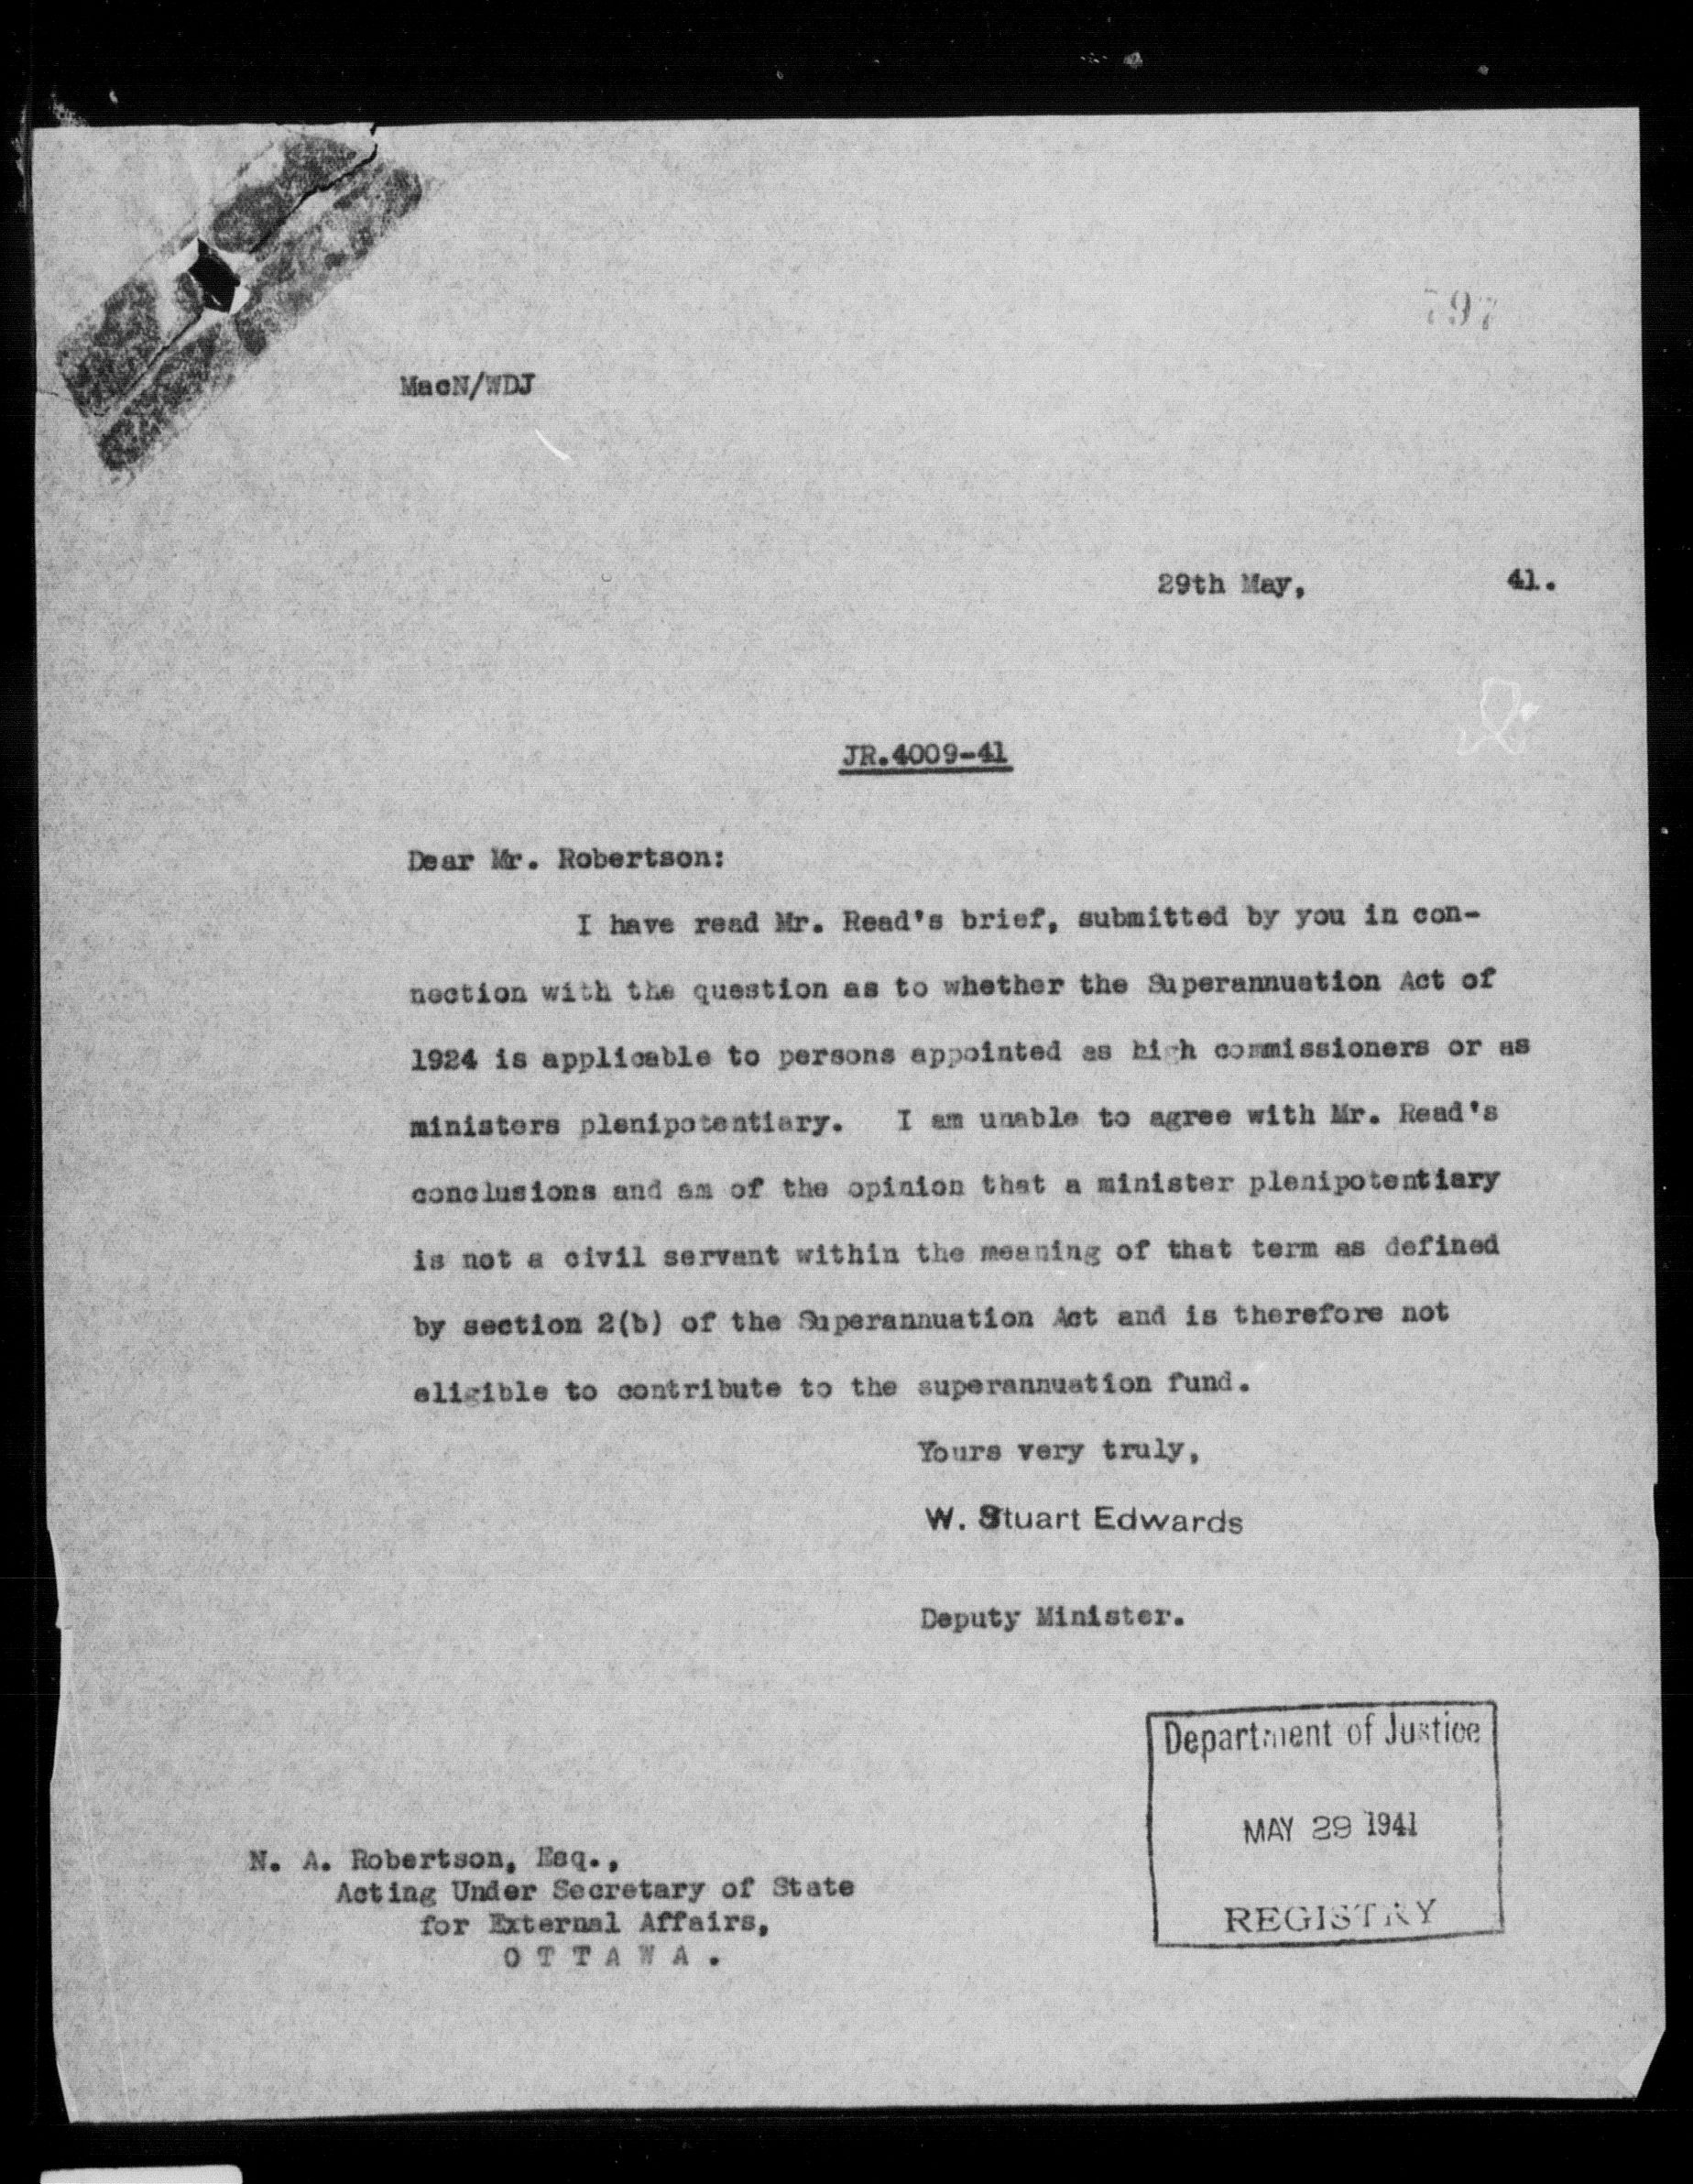 797
MacN/WDJ
29th May, 41.
JR.4009-41
Dear Mr. Robertson:
I have read Mr. Read's brief, submitted by you in con-
nection with the question as to whether the Superannuation Act of
1924 is applicable to persons appointed as high commissioners or as
ministers plenipotentiary. I am unable to agree with Mr. Read's
conclusions and am of the opinion that a minister plenipotentiary
is not a civil servant within the meaning of that term as defined
by section 2(b) of the Superannuation Act and is therefore not
eligible to contribute to the superannuation fund.
Yours very truly,
W. Stuart Edwards
Deputy Minister.
Department of Justice
MAY 29 1941
REGISTRY
N. A. Robertson, Esq.,
Acting Under Secretary of State
for External Affairs,
O T T A W A .